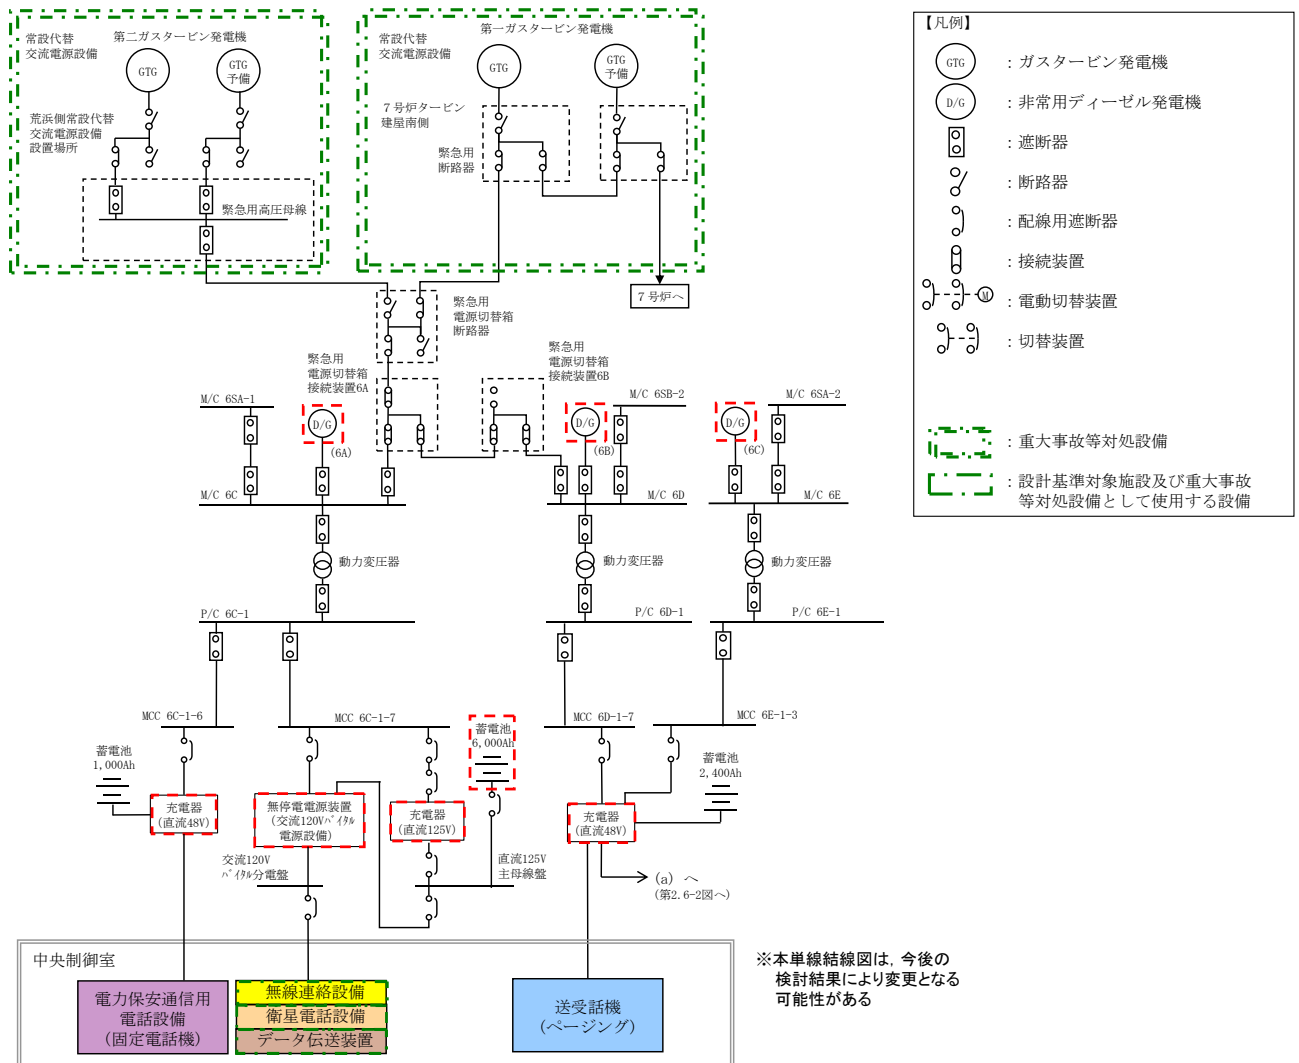 常設代替
交流電源設備
第二ガスタービン発電機
GTG
GTG
予備
荒浜側常設代替
交流電源設備
設置場所
緊急用高圧母線
常設代替
交流電源設備
第一ガスタービン発電機
GTG
GTG
予備
7号炉タービン
建屋南側
緊急用
断路器
7号炉へ
緊急用
電源切替箱
断路器
緊急用
電源切替箱
接続装置6A
緊急用
電源切替箱
接続装置6B
M/C 6SA-1
D/G
(6A)
M/C 6SB-2
D/G
(6B)
M/C 6SA-2
D/G
(6C)
M/C 6C
M/C 6D
M/C 6E
動力変圧器
動力変圧器
動力変圧器
P/C 6C-1
P/C 6D-1
P/C 6E-1
MCC 6C-1-6
MCC 6C-1-7
MCC 6D-1-7
MCC 6E-1-3
蓄電池
1,000Ah
蓄電池
6,000Ah
蓄電池
2,400Ah
充電器
(直流48V)
無停電電源装置
(交流120Vバイタル
電源設備)
充電器
(直流125V)
充電器
(直流48V)
交流120V
バイタル分電盤
直流125V
主母線盤
(a) へ
(第2.6-2図へ)
中央制御室
電力保安通信用
電話設備
(固定電話機)
無線連絡設備
衛星電話設備
データ伝送装置
送受話機
(ページング)
※本単線結線図は,今後の
検討結果により変更となる
可能性がある
【凡例】
GTG
:ガスタービン発電機
D/G
:非常用ディーゼル発電機
:遮断器
:断路器
:配線用遮断器
:接続装置
M
:電動切替装置
:切替装置
:重大事故等対処設備
:設計基準対象施設及び重大事故
等対処設備として使用する設備